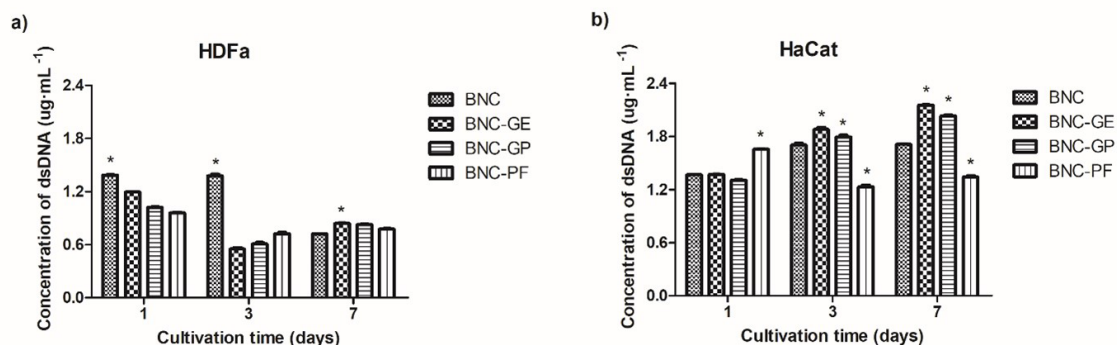 a)
HDFa
Concentration of dsDNA (ug·mL⁻¹)
2.4
1.8
1.2
0.6
0.0
* * *
1 3 7
Cultivation time (days)
BNC
BNC-GE
BNC-GP
BNC-PF
b)
HaCat
Concentration of dsDNA (ug·mL⁻¹)
2.4
1.8
1.2
0.6
0.0
* * * * * * *
1 3 7
Cultivation time (days)
BNC
BNC-GE
BNC-GP
BNC-PF